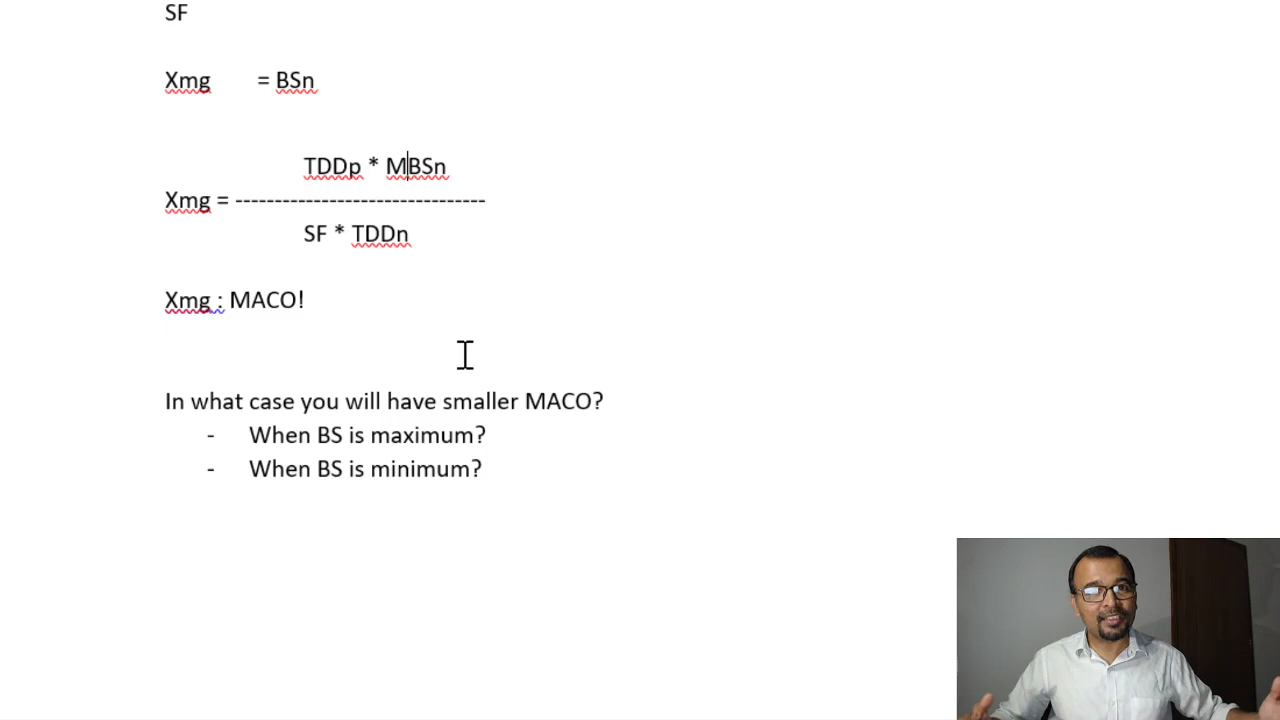 SF
Xmg = BSn
TDDp * MBSn
Xmg = --------------------------------
SF * TDDn
Xmg : MACO!
In what case you will have smaller MACO?
- When BS is maximum?
- When BS is minimum?